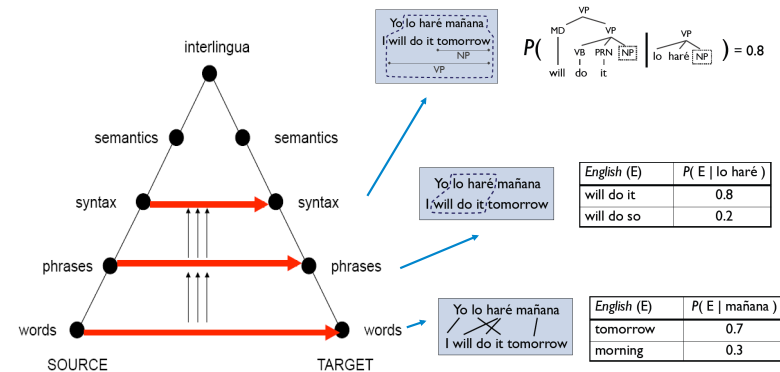 interlingua
semantics
semantics
syntax
syntax
phrases
phrases
words
words
SOURCE
TARGET
Yo lo haré mañana
I will do it tomorrow
NP
VP
P( VP MD VP VB PRN NP will do it | VP lo haré NP ) = 0.8
Yo lo haré mañana
I will do it tomorrow
English (E) P( E | lo haré )
will do it 0.8
will do so 0.2
Yo lo haré mañana
I will do it tomorrow
English (E) P( E | mañana )
tomorrow 0.7
morning 0.3